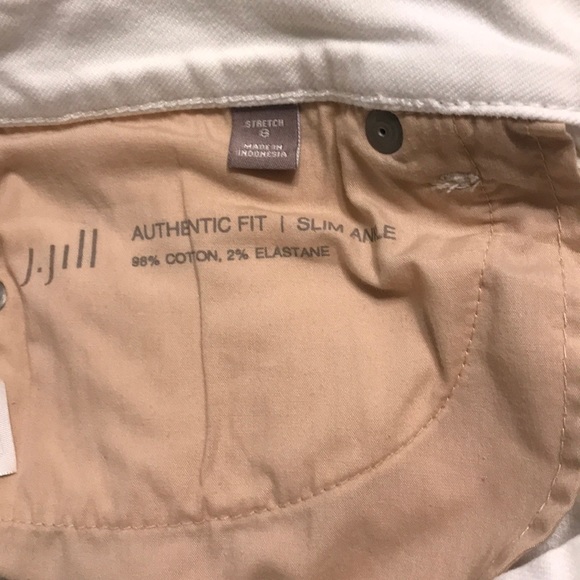 STRETCH
8
MADE IN
INDONESIA
J.Jill
AUTHENTIC FIT | SLIM ANKLE
98% COTTON, 2% ELASTANE